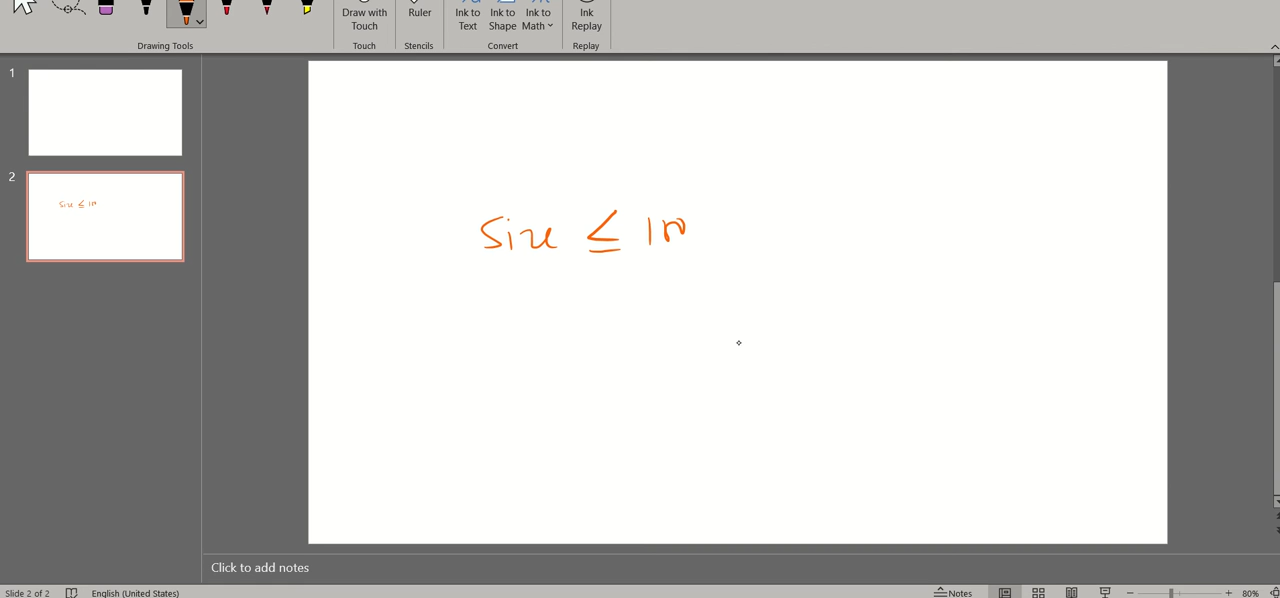 Draw with Touch
Ruler
Ink to Text
Ink to Shape
Ink to Math
Ink Replay
Drawing Tools
Touch
Stencils
Convert
Replay
1
2
Size ≤
Size ≤
Click to add notes
Slide 2 of 2
English (United States)
Notes
80%